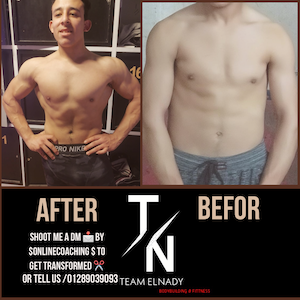 16
PRO NIKE
AFTER
BEFOR
TN
SHOOT ME A DM 📩 BY
$ONLINECOACHING $ TO
GET TRANSFORMED ✂️
OR TELL US /01289039093
TEAM ELNADY
BODYBUILDING & FITNESS